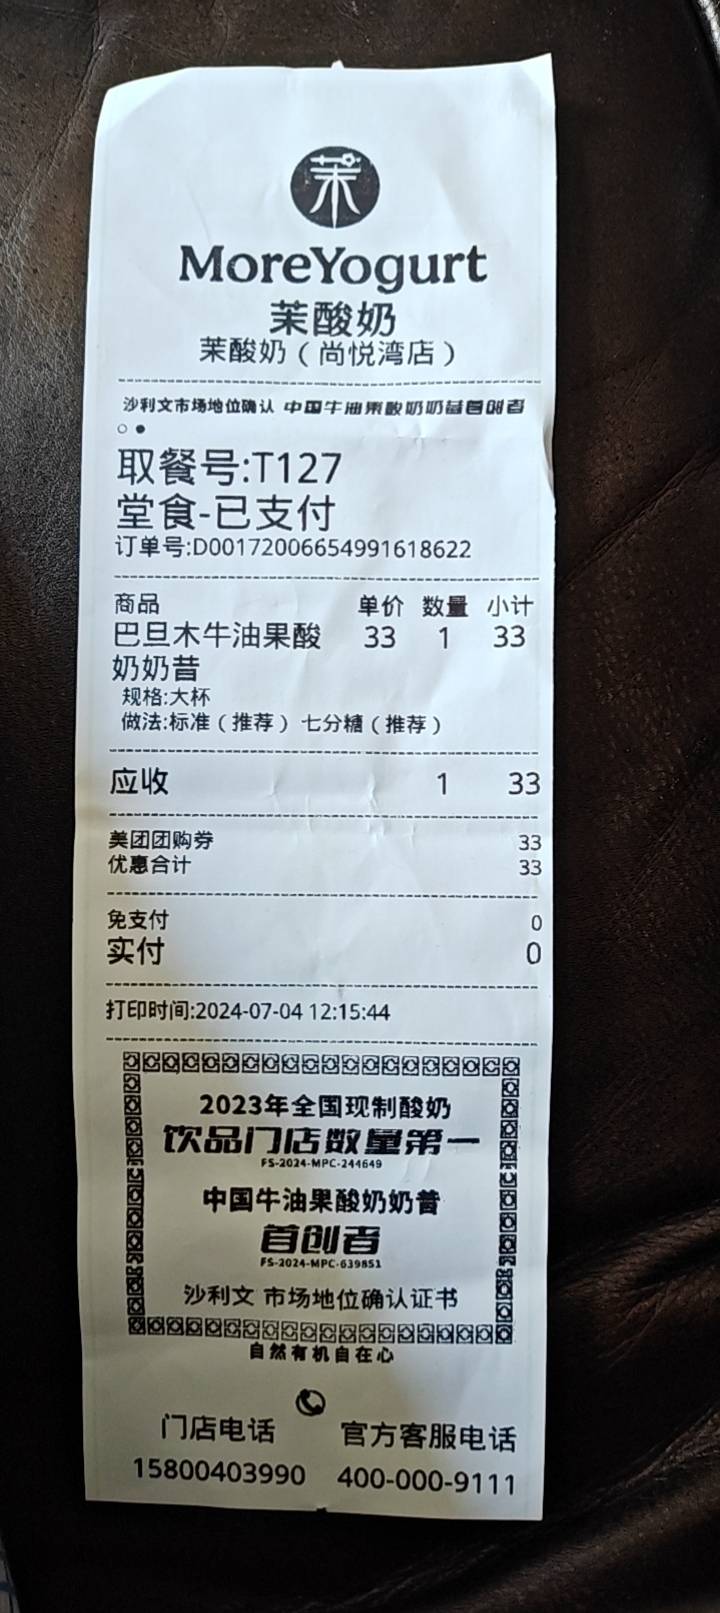 茉
MoreYogurt
茉酸奶
茉酸奶（尚悦湾店）
沙利文市场地位确认 中国牛油果酸奶奶昔首创者
取餐号:T127
堂食-已支付
订单号:D00172006654991618622
商品 单价 数量 小计
巴旦木牛油果酸 33 1 33
奶奶昔
规格:大杯
做法:标准（推荐） 七分糖（推荐）
应收 1 33
美团团购券 33
优惠合计 33
免支付 0
实付 0
打印时间:2024-07-04 12:15:44
2023年全国现制酸奶
饮品门店数量第一
FS-2024-MPC-244649
中国牛油果酸奶奶昔
首创者
FS-2024-MPC-639851
沙利文 市场地位确认证书
自然有机自在心
门店电话 官方客服电话
15800403990 400-000-9111